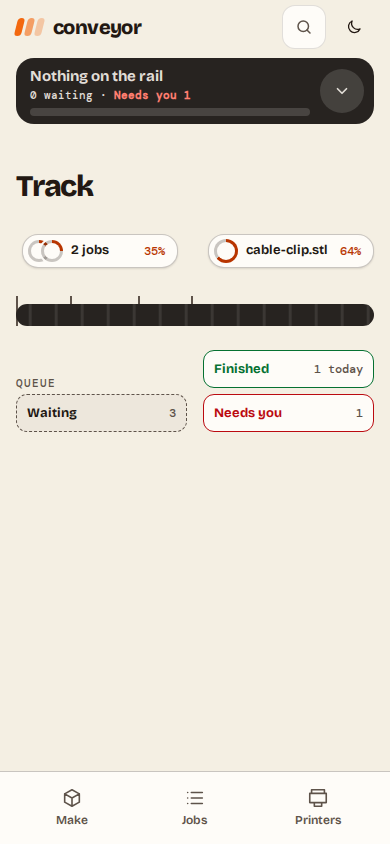 conveyor
Nothing on the rail
0 waiting · Needs you 1
Track
2 jobs 35%
cable-clip.stl 64%
Finished 1 today
QUEUE
Waiting 3
Needs you 1
Make
Jobs
Printers